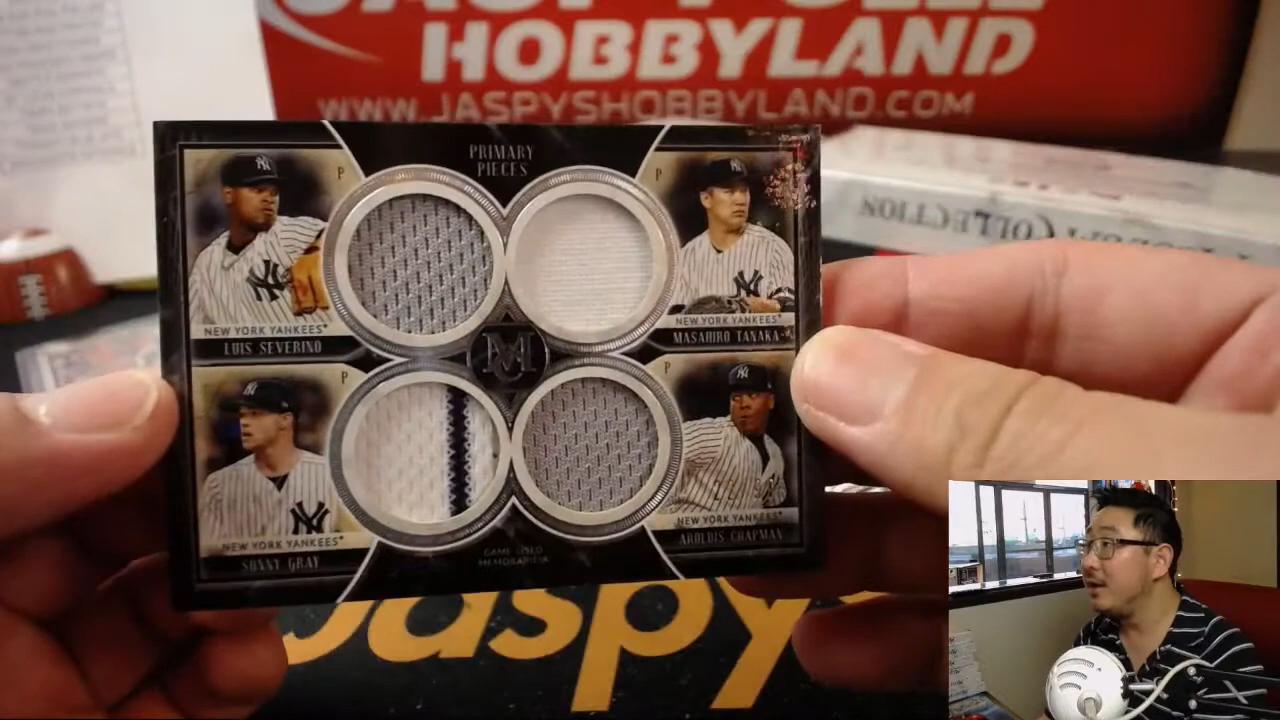 HOBBYLAND
WWW.JASPYSHOBBYLAND.COM
PRIMARY
PIECES
P
P
NEW YORK YANKEES
LUIS SEVERINO
NEW YORK YANKEES
MASAHIRO TANAKA
COLLECTION
P
P
NEW YORK YANKEES
SONNY GRAY
NEW YORK YANKEES
AROLDIS CHAPMAN
GAME-USED
MEMORABILIA
Jaspy